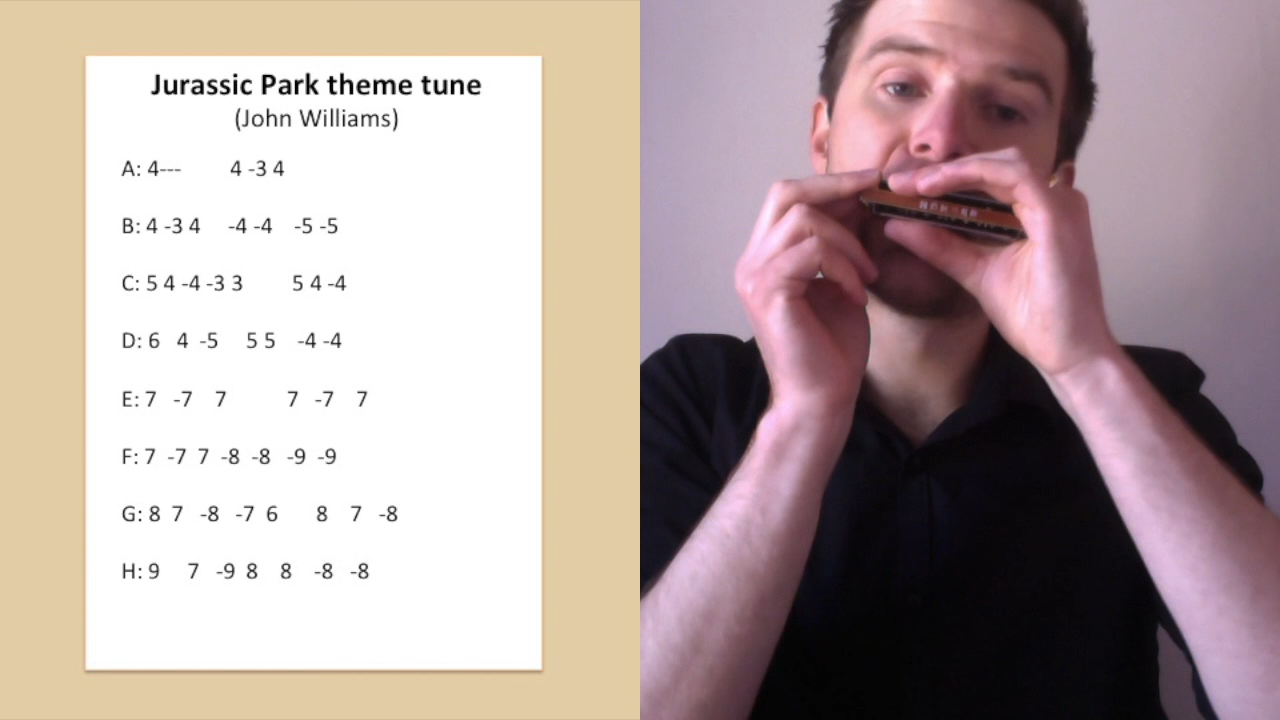 Jurassic Park theme tune
(John Williams)
A: 4--- 4 -3 4
B: 4 -3 4 -4 -4 -5 -5
C: 5 4 -4 -3 3 5 4 -4
D: 6 4 -5 5 5 -4 -4
E: 7 -7 7 7 -7 7
F: 7 -7 7 -8 -8 -9 -9
G: 8 7 -8 -7 6 8 7 -8
H: 9 7 -9 8 8 -8 -8